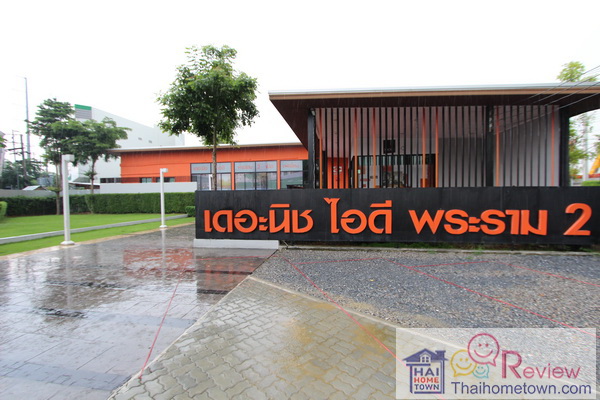 เดอะนิช ไอดี พระราม 2
THAI
HOME
TOWN
Review
Thaihometown.com